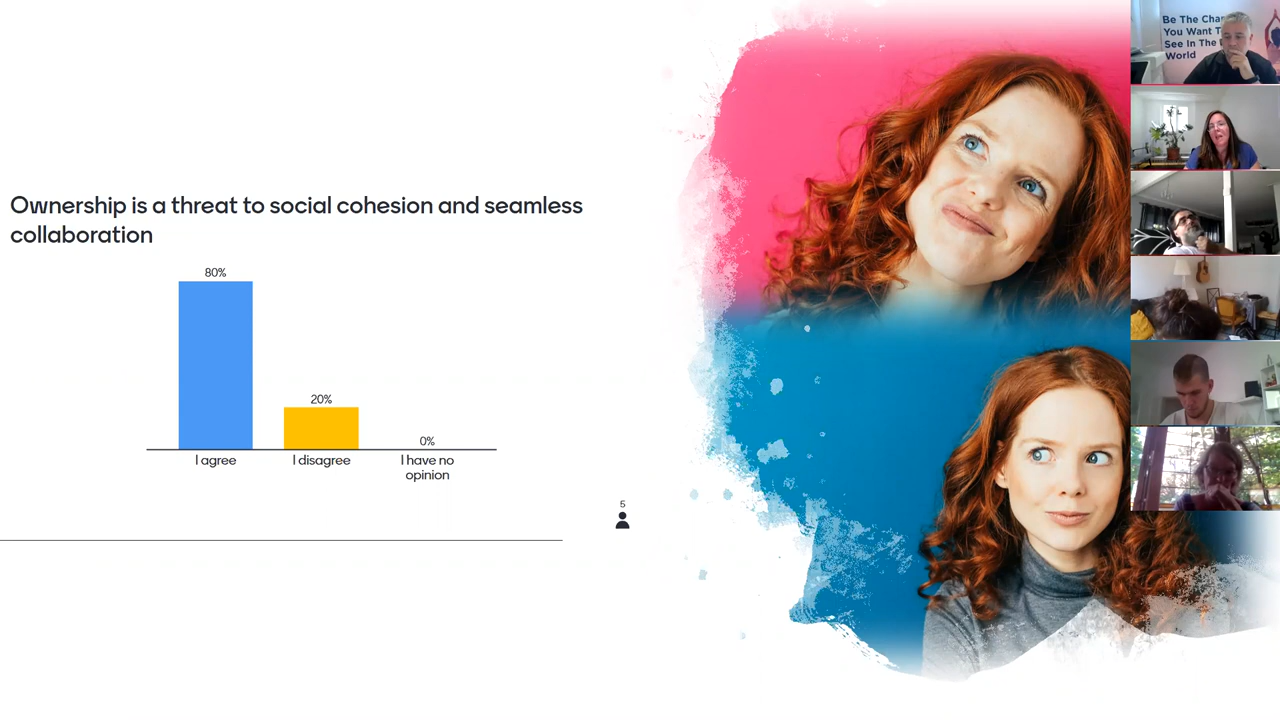 Ownership is a threat to social cohesion and seamless
collaboration
80%
20%
0%
I agree
I disagree
I have no
opinion
5
Be The
You Want
See In The
World